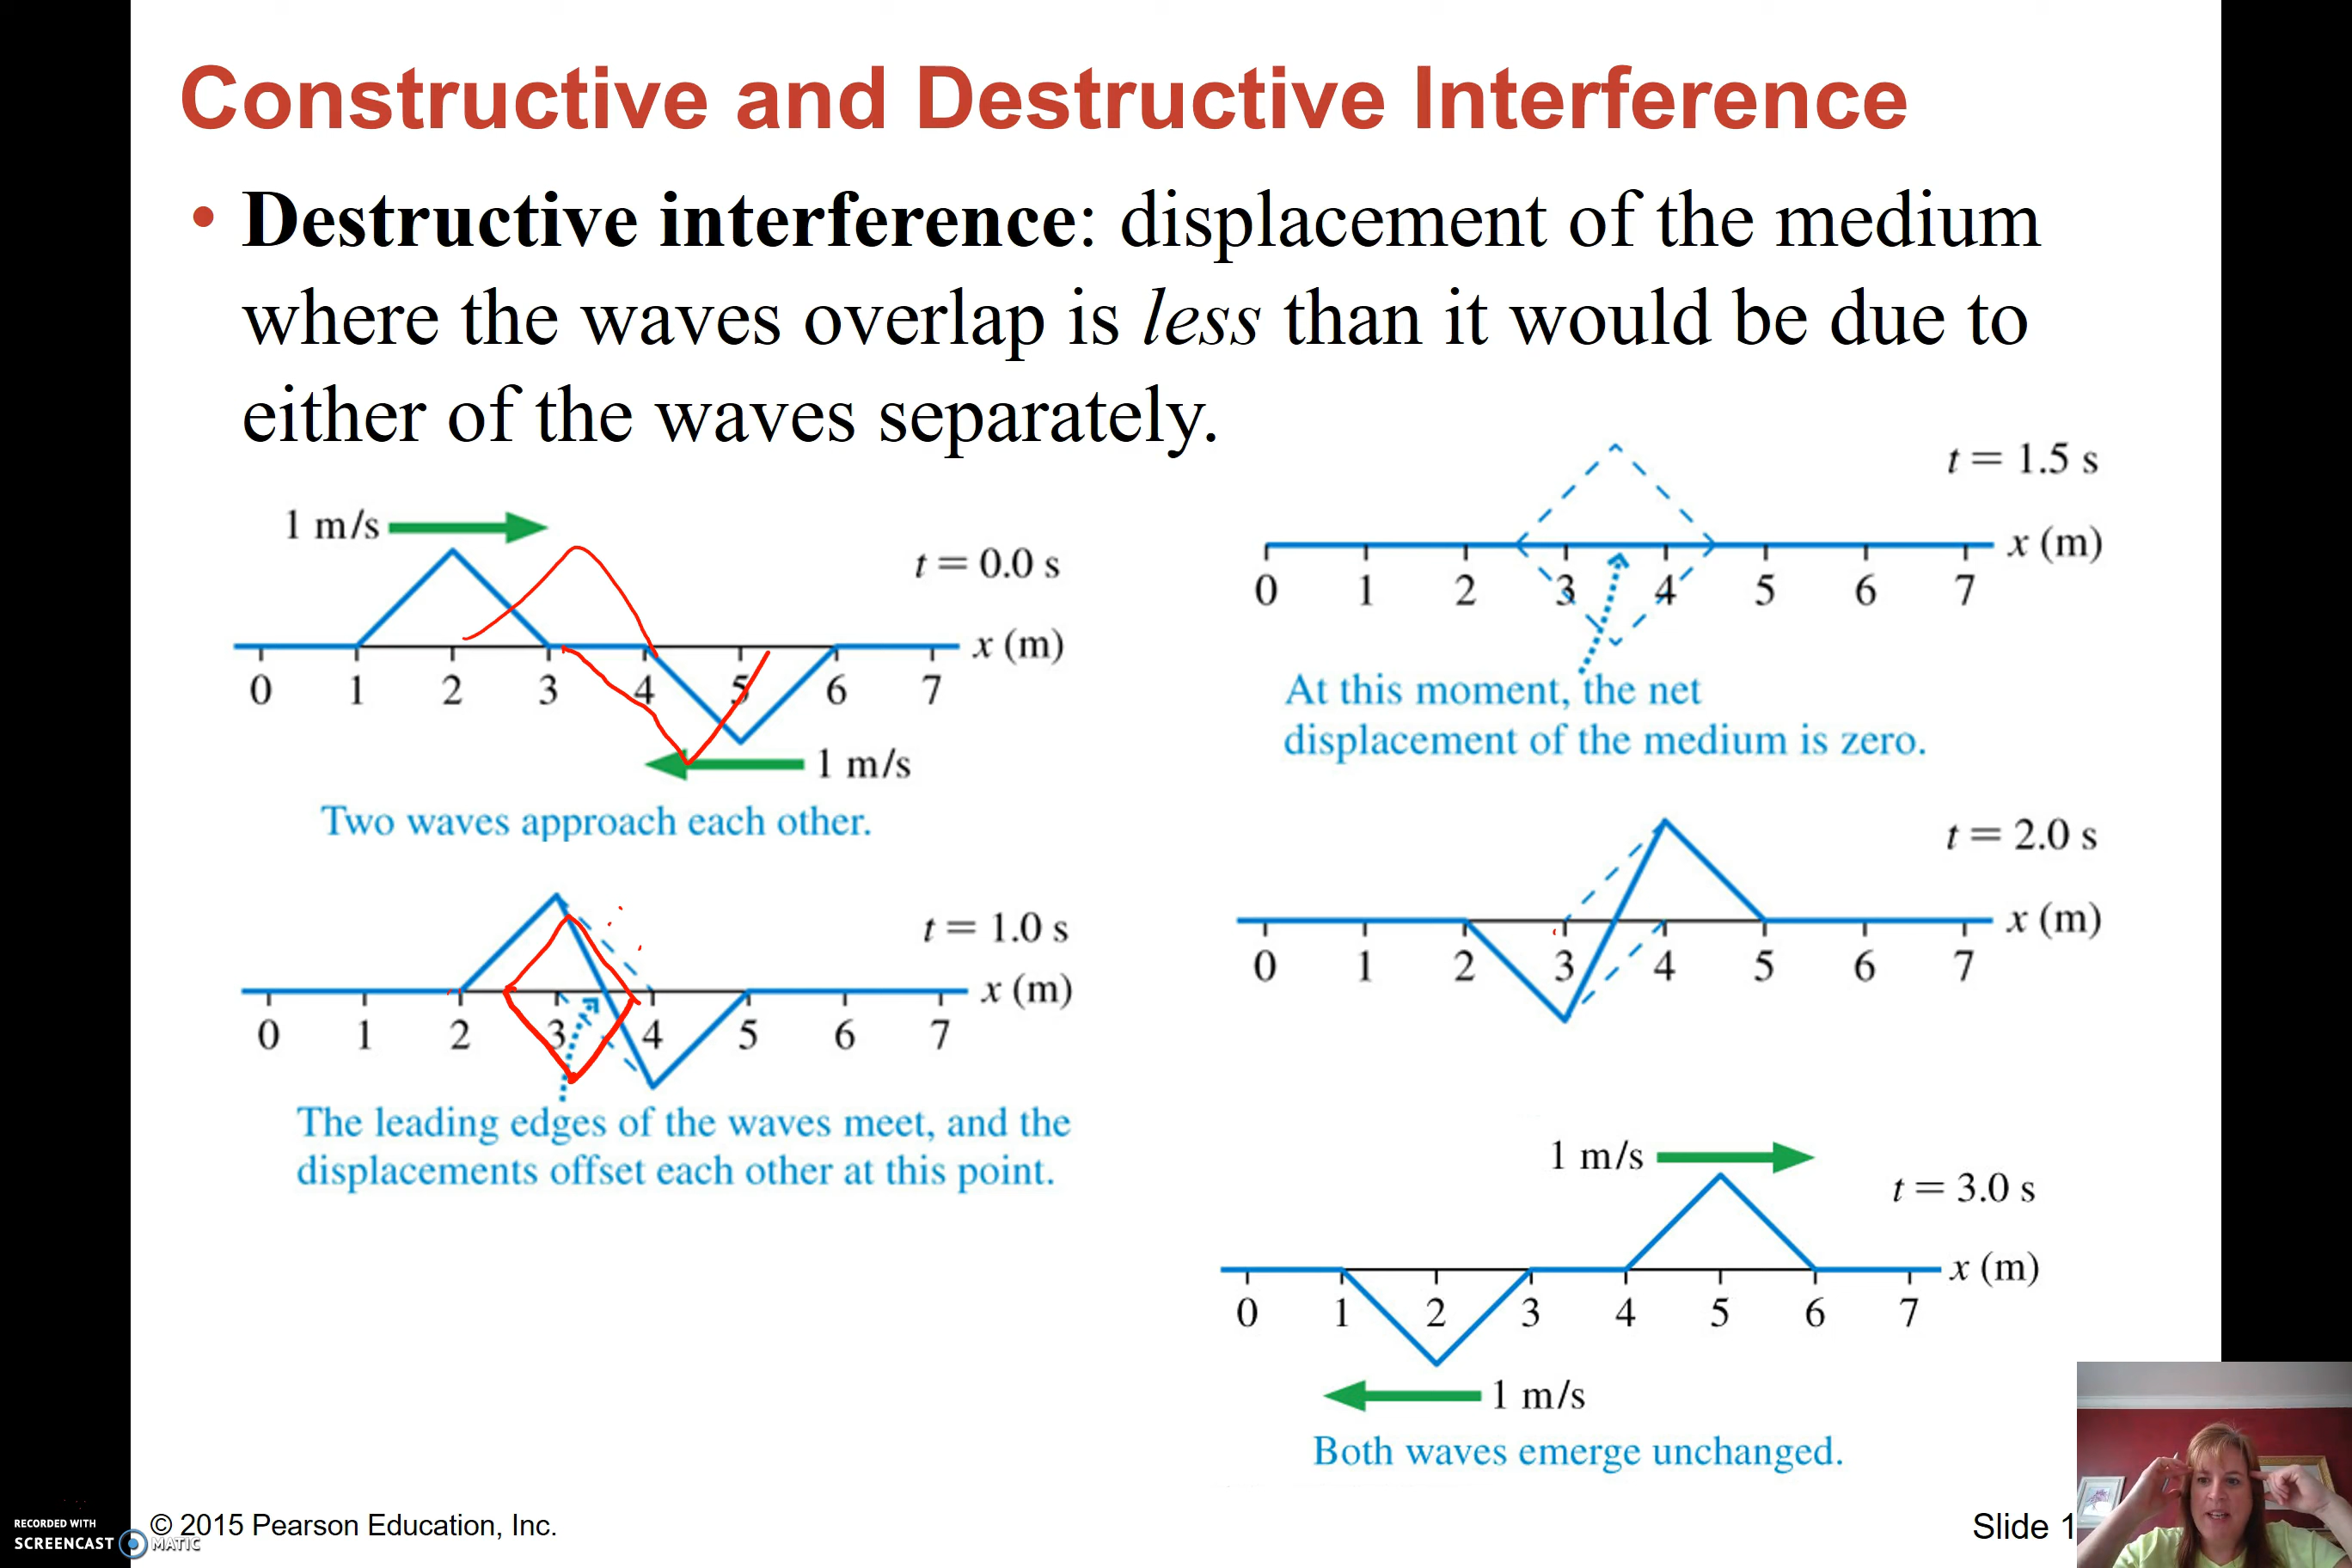 Constructive and Destructive Interference
• Destructive interference: displacement of the medium
where the waves overlap is less than it would be due to
either of the waves separately.
1 m/s
t = 0.0 s
x (m)
0 1 2 3 4 5 6 7
1 m/s
Two waves approach each other.
t = 1.0 s
x (m)
0 1 2 3 4 5 6 7
The leading edges of the waves meet, and the
displacements offset each other at this point.
t = 1.5 s
x (m)
0 1 2 3 4 5 6 7
At this moment, the net
displacement of the medium is zero.
t = 2.0 s
x (m)
0 1 2 3 4 5 6 7
1 m/s
t = 3.0 s
x (m)
0 1 2 3 4 5 6 7
1 m/s
Both waves emerge unchanged.
RECORDED WITH
SCREENCAST MATIC
© 2015 Pearson Education, Inc.
Slide 1